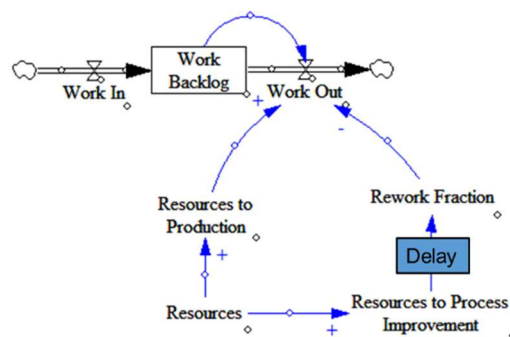 Work
Backlog
Work In
+
Work Out
-
Resources to
Production
Rework Fraction
+
Delay
Resources
+
Resources to Process
Improvement